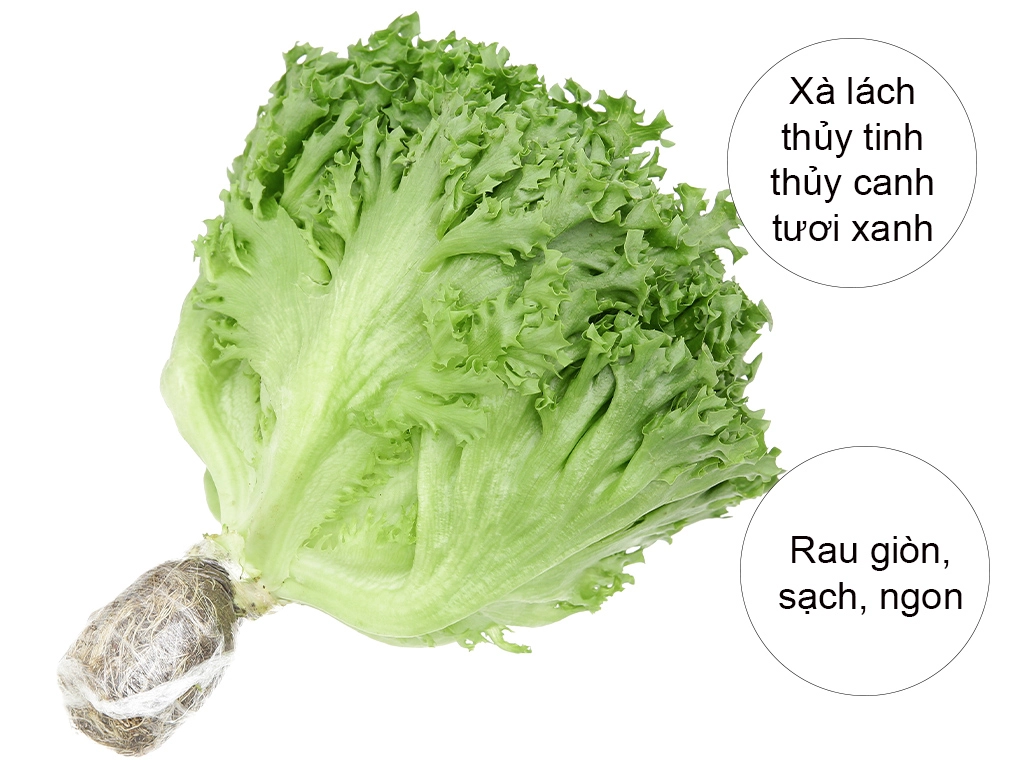 Xà lách
thủy tinh
thủy canh
tươi xanh
Rau giòn,
sạch, ngon